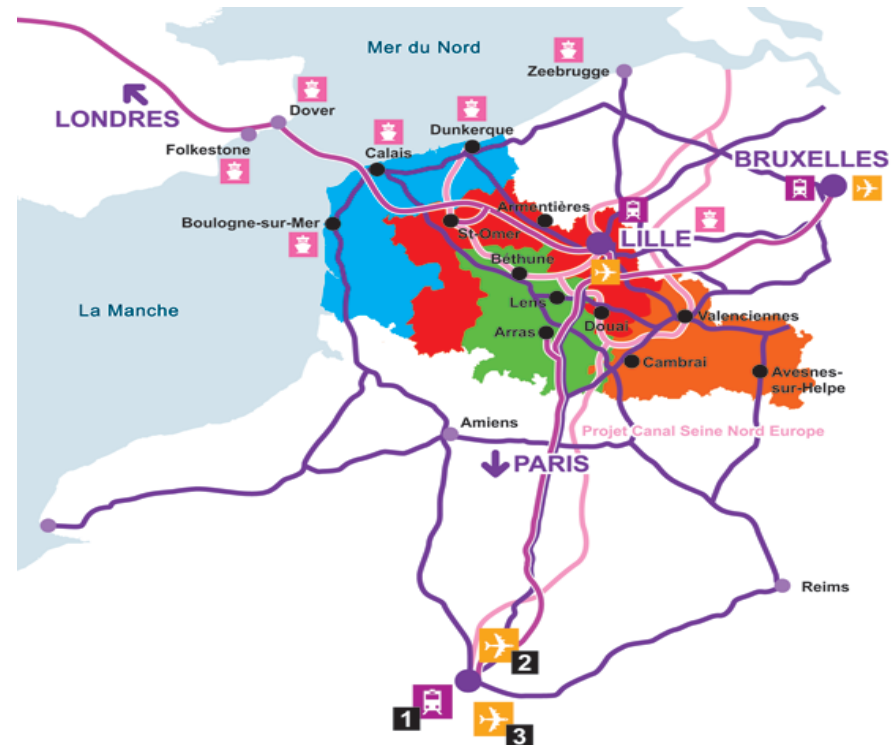 Mer du Nord
Zeebrugge
Dover
LONDRES
Dunkerque
Folkestone
Calais
BRUXELLES
Boulogne-sur-Mer
Armentières
St-Omer
LILLE
Béthune
La Manche
Lens
Douai
Valenciennes
Arras
Cambrai
Avesnes-
sur-Helpe
Amiens
Projet Canal Seine Nord Europe
PARIS
Reims
2
1
3